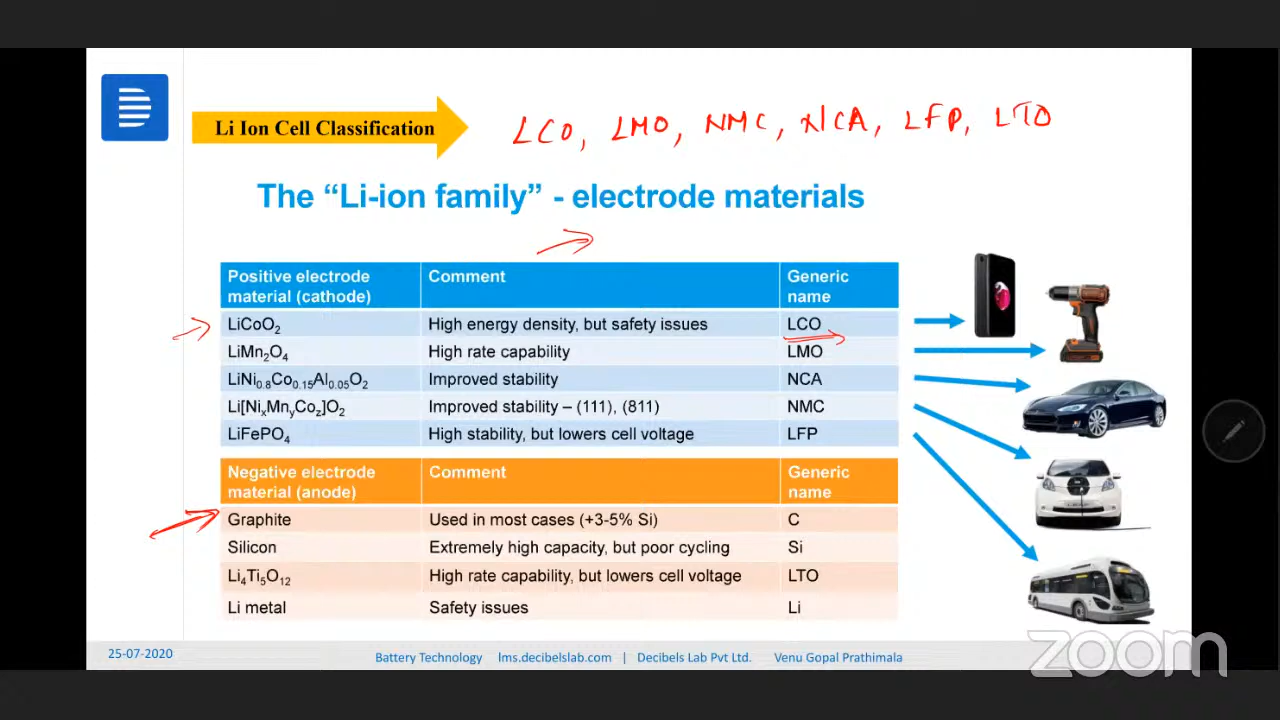 Li Ion Cell Classification
LCO, LMO, NMC, NCA, LFP, LTO
The “Li-ion family” - electrode materials
Positive electrode material (cathode) Comment Generic name
LiCoO₂ High energy density, but safety issues LCO
LiMn₂O₄ High rate capability LMO
LiNi₀.₈Co₀.₁₅Al₀.₀₅O₂ Improved stability NCA
Li[NiₓMnᵧCo_z]O₂ Improved stability – (111), (811) NMC
LiFePO₄ High stability, but lowers cell voltage LFP
Negative electrode material (anode) Comment Generic name
Graphite Used in most cases (+3-5% Si) C
Silicon Extremely high capacity, but poor cycling Si
Li₄Ti₅O₁₂ High rate capability, but lowers cell voltage LTO
Li metal Safety issues Li
25-07-2020 Battery Technology lms.decibelslab.com | Decibels Lab Pvt Ltd. Venu Gopal Prathimala
zoom